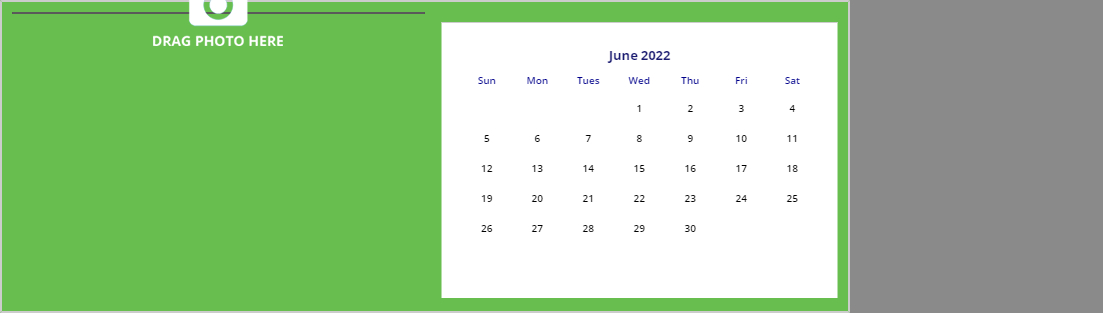 DRAG PHOTO HERE
June 2022
Sun Mon Tues Wed Thu Fri Sat
1 2 3 4
5 6 7 8 9 10 11
12 13 14 15 16 17 18
19 20 21 22 23 24 25
26 27 28 29 30